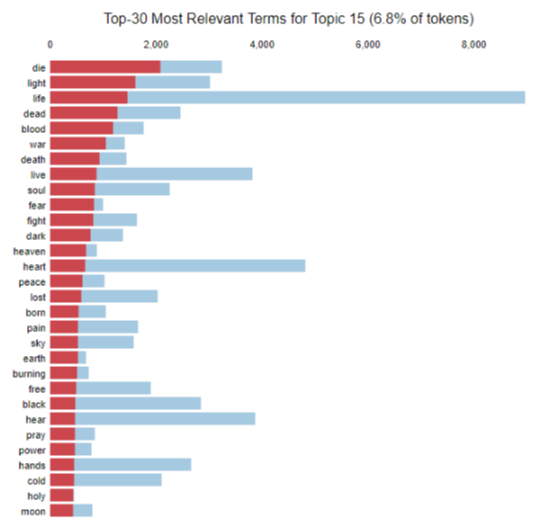 Top-30 Most Relevant Terms for Topic 15 (6.8% of tokens)
0 2,000 4,000 6,000 8,000
die
light
life
dead
blood
war
death
live
soul
fear
fight
dark
heaven
heart
peace
lost
born
pain
sky
earth
burning
free
black
hear
pray
power
hands
cold
holy
moon